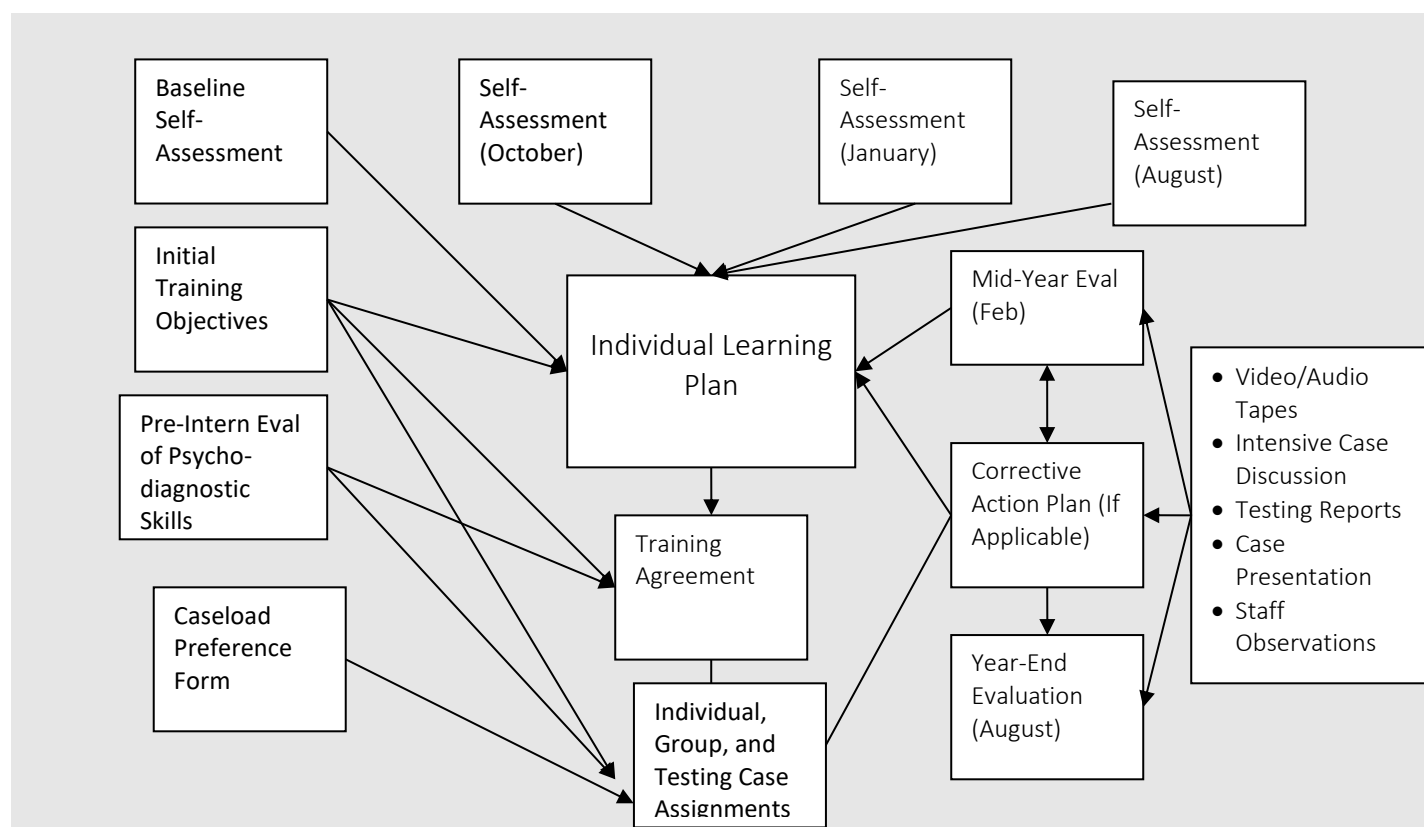 Baseline
Self-
Assessment
Self-
Assessment
(October)
Self-
Assessment
(January)
Self-
Assessment
(August)
Initial
Training
Objectives
Individual Learning
Plan
Mid-Year Eval
(Feb)
• Video/Audio
Tapes
• Intensive Case
Discussion
• Testing Reports
• Case
Presentation
• Staff
Observations
Pre-Intern Eval
of Psycho-
diagnostic
Skills
Training
Agreement
Corrective
Action Plan (If
Applicable)
Caseload
Preference
Form
Individual,
Group, and
Testing Case
Assignments
Year-End
Evaluation
(August)